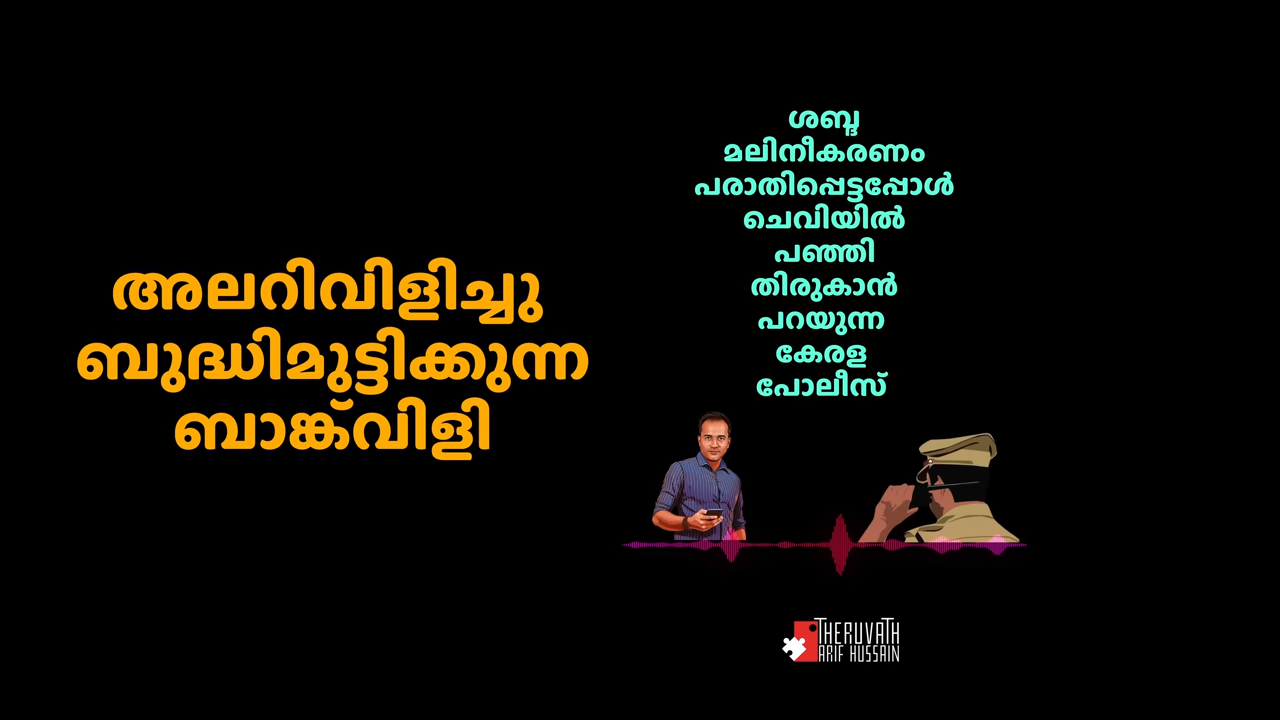 അലറിവിളിച്ചു
ബുദ്ധിമുട്ടിക്കുന്ന
ബാങ്ക്‌വിളി
ശബ്ദ
മലിനീകരണം
പരാതിപ്പെട്ടപ്പോൾ
ചെവിയിൽ
പഞ്ഞി
തിരുകാൻ
പറയുന്ന
കേരള
പോലീസ്
THERUVATH
ARIF HUSSAIN